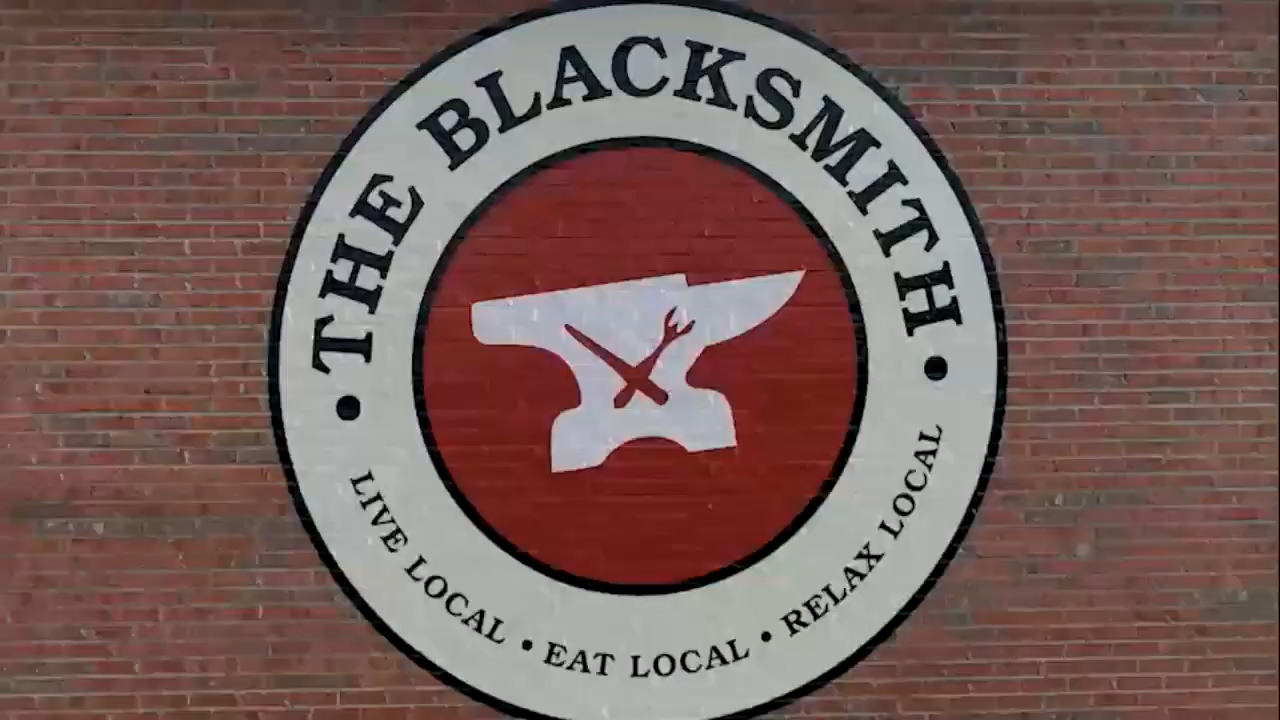 • THE BLACKSMITH •
LIVE LOCAL • EAT LOCAL • RELAX LOCAL